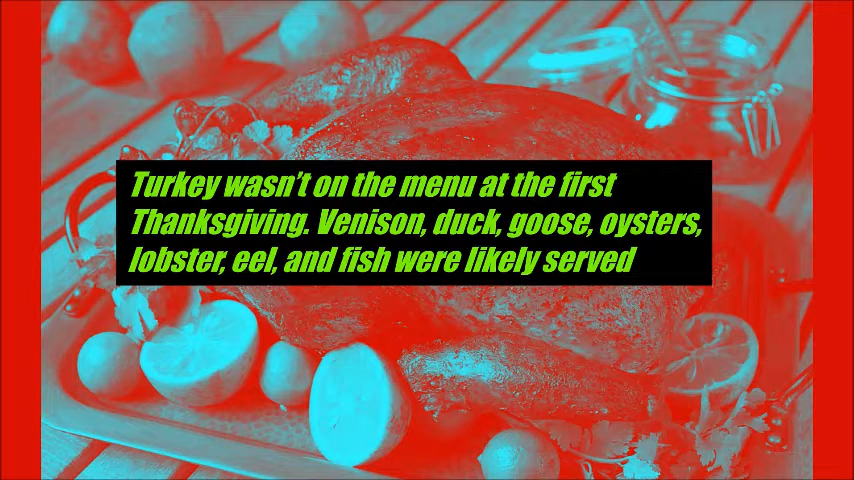 Turkey wasn't on the menu at the first
Thanksgiving. Venison, duck, goose, oysters,
lobster, eel, and fish were likely served